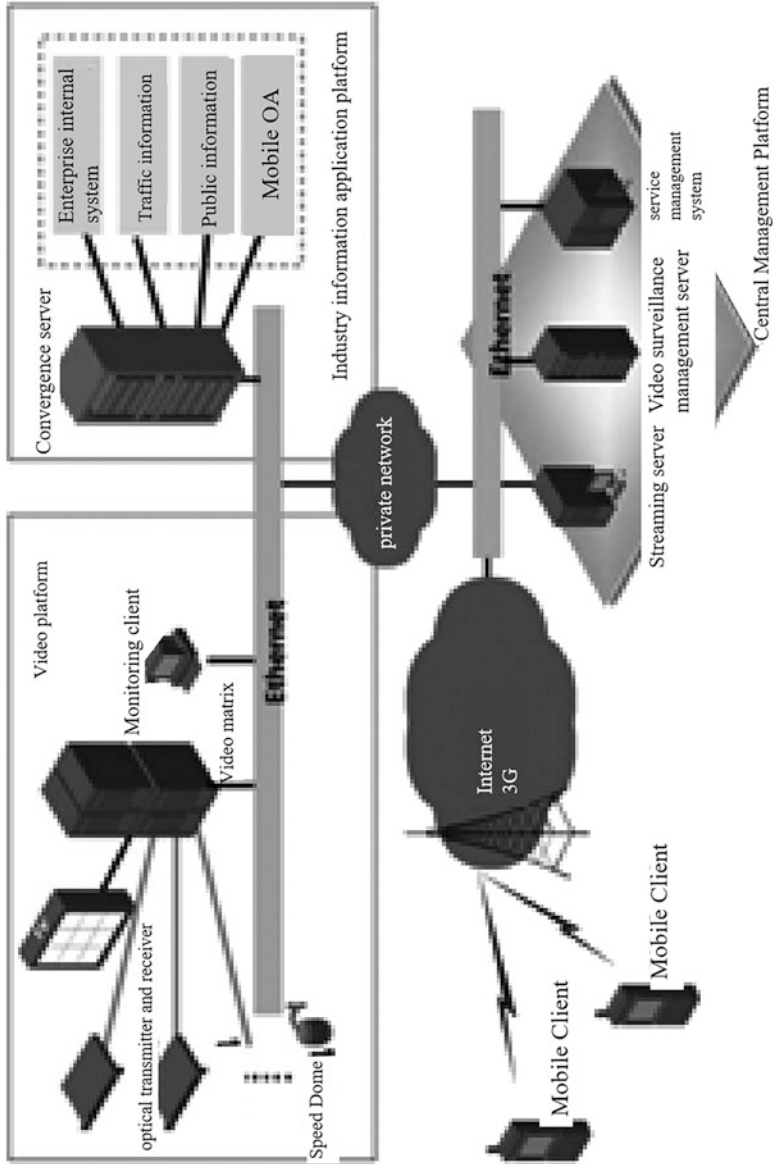 Video platform
Monitoring client
Video matrix
optical transmitter and receiver
Speed Dome
Ethernet
Convergence server
Enterprise internal
system
Traffic information
Public information
Mobile OA
Industry information application platform
private network
Internet
3G
Mobile Client
Mobile Client
Ethernet
Streaming server
Video surveillance
management server
service
management
system
Central Management Platform